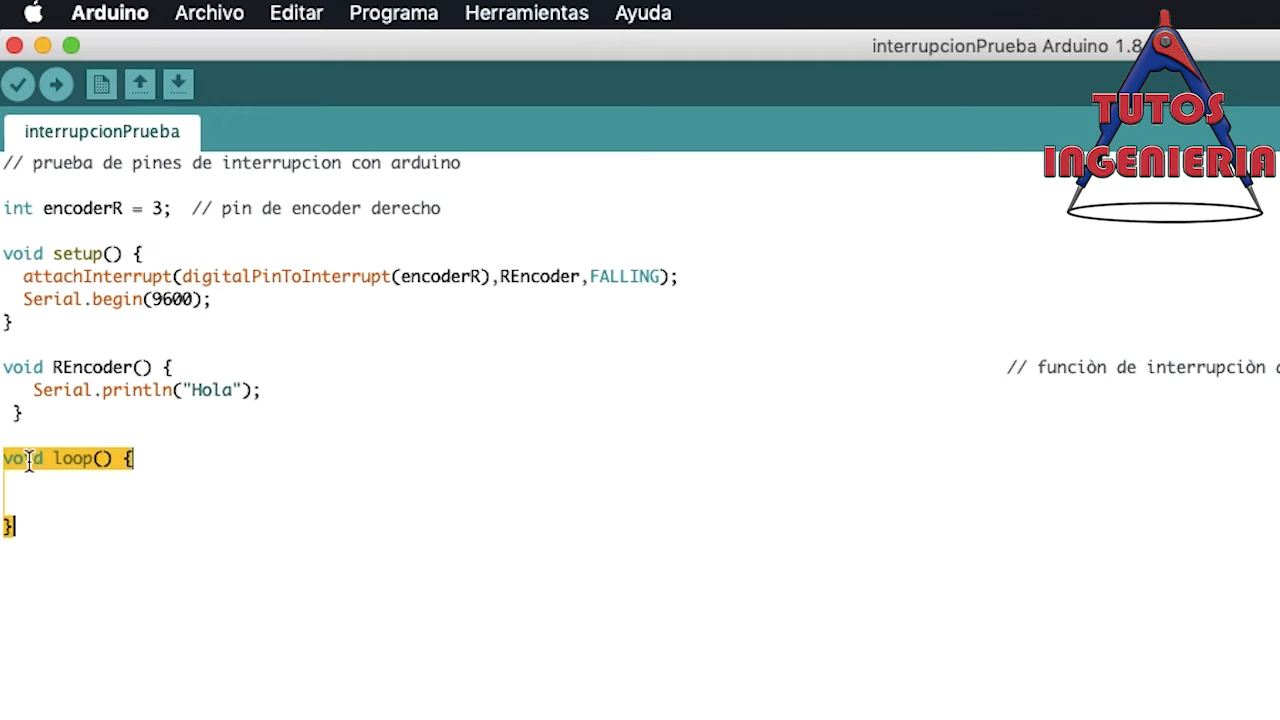 Arduino Archivo Editar Programa Herramientas Ayuda
interrupcionPrueba Arduino 1.8
TUTOS
INGENIERIA
interrupcionPrueba
// prueba de pines de interrupcion con arduino
int encoderR = 3;  // pin de encoder derecho
void setup() {
attachInterrupt(digitalPinToInterrupt(encoderR),REncoder,FALLING);
Serial.begin(9600);
}
void REncoder() { // funciòn de interrupciòn
Serial.println("Hola");
}
void loop() {
}